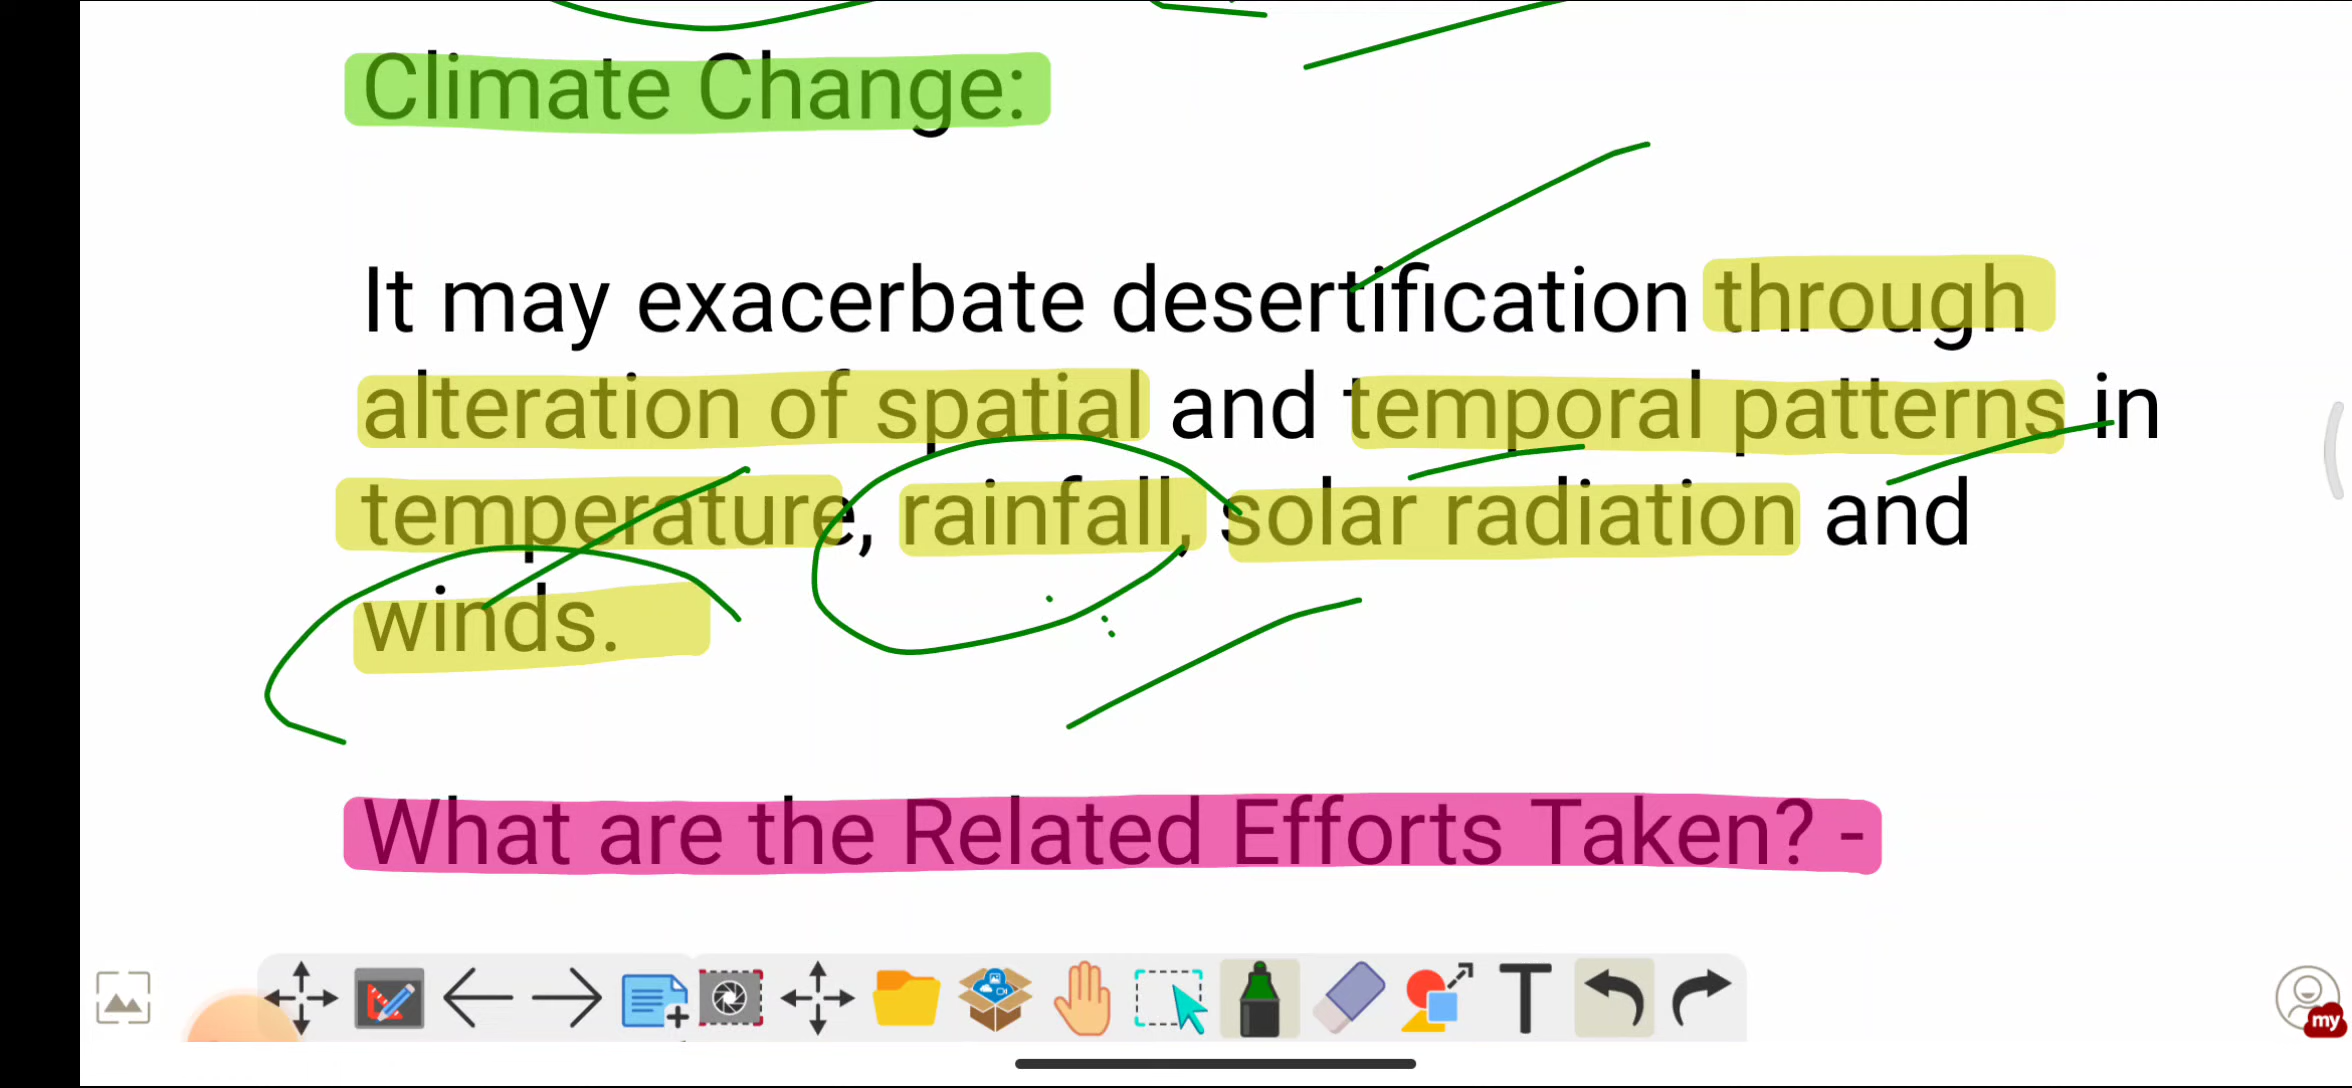 Climate Change:
It may exacerbate desertification through
alteration of spatial and temporal patterns in
temperature, rainfall, solar radiation and
winds.
What are the Related Efforts Taken? -
T
my